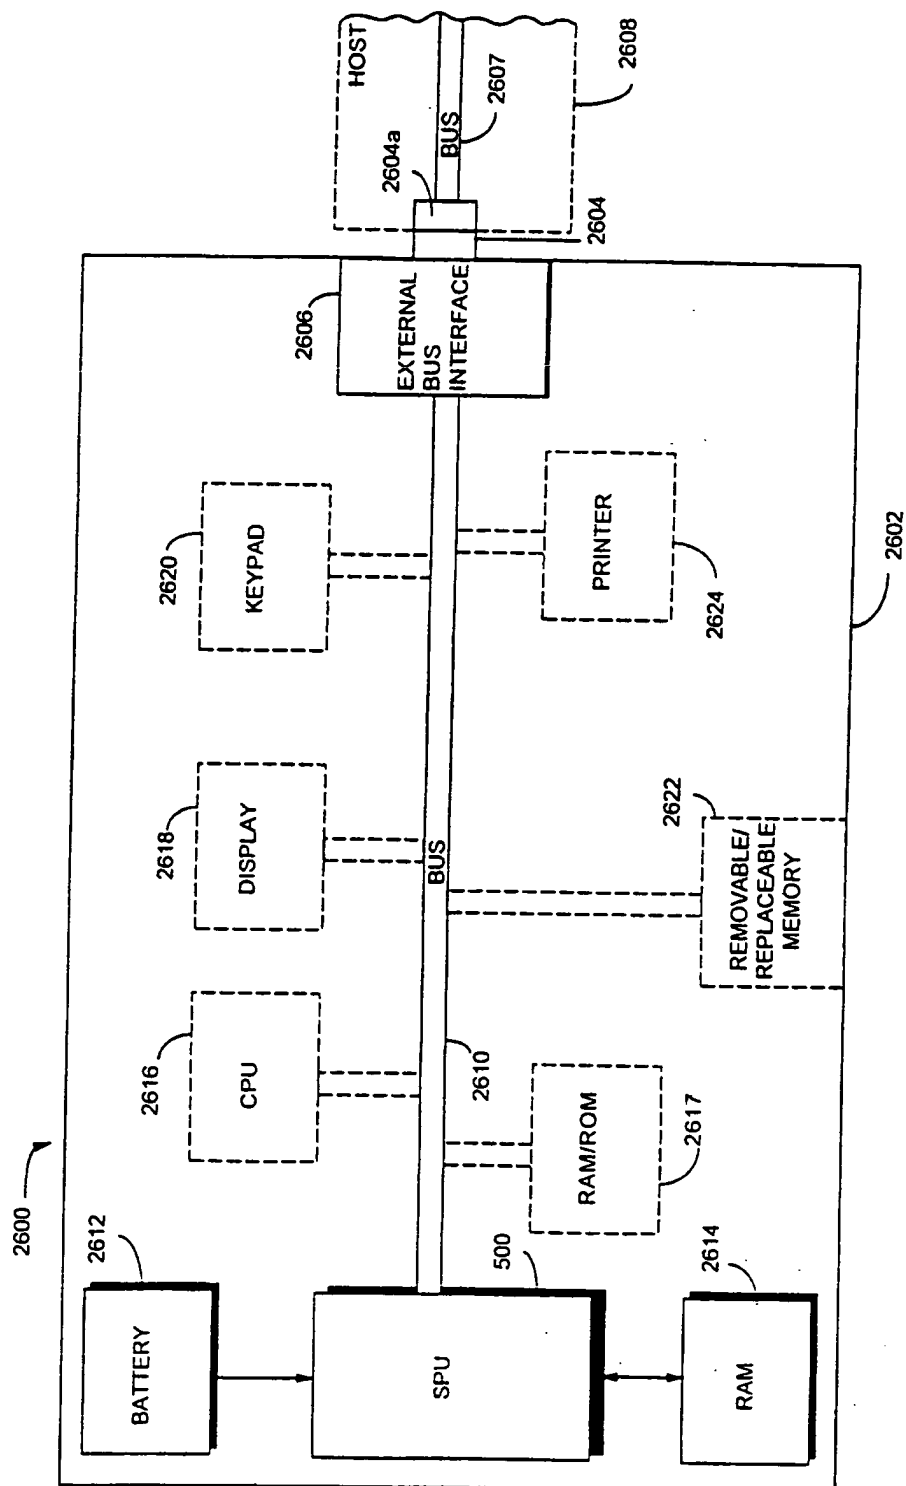 2600
2612
BATTERY
SPU
500
RAM
2614
2616
CPU
2618
DISPLAY
2620
KEYPAD
BUS
2610
RAM/ROM
2617
REMOVABLE/
REPLACEABLE
MEMORY
2622
PRINTER
2624
2606
EXTERNAL
BUS
INTERFACE
2602
HOST
2604a
BUS
2607
2604
2608